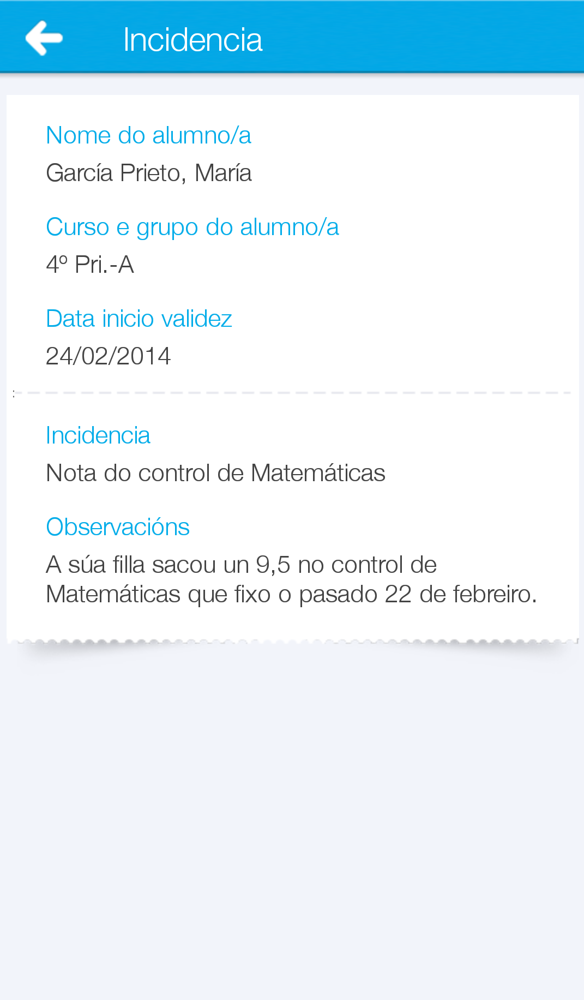 Incidencia
Nome do alumno/a
García Prieto, María
Curso e grupo do alumno/a
4º Pri.-A
Data inicio validez
24/02/2014
Incidencia
Nota do control de Matemáticas
Observacións
A súa filla sacou un 9,5 no control de
Matemáticas que fixo o pasado 22 de febreiro.